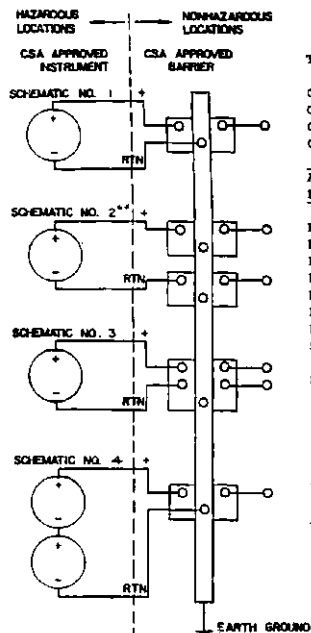 HAZARDOUS LOCATIONS
NONHAZARDOUS LOCATIONS
CSA APPROVED INSTRUMENT
CSA APPROVED BARRIER
SCHEMATIC NO. 1 +
+
-
RTN
SCHEMATIC NO. 2** +
+
-
RTN
SCHEMATIC NO. 3 +
+
-
RTN
SCHEMATIC NO. 4 +
+
-
+
-
RTN
EARTH GROUND